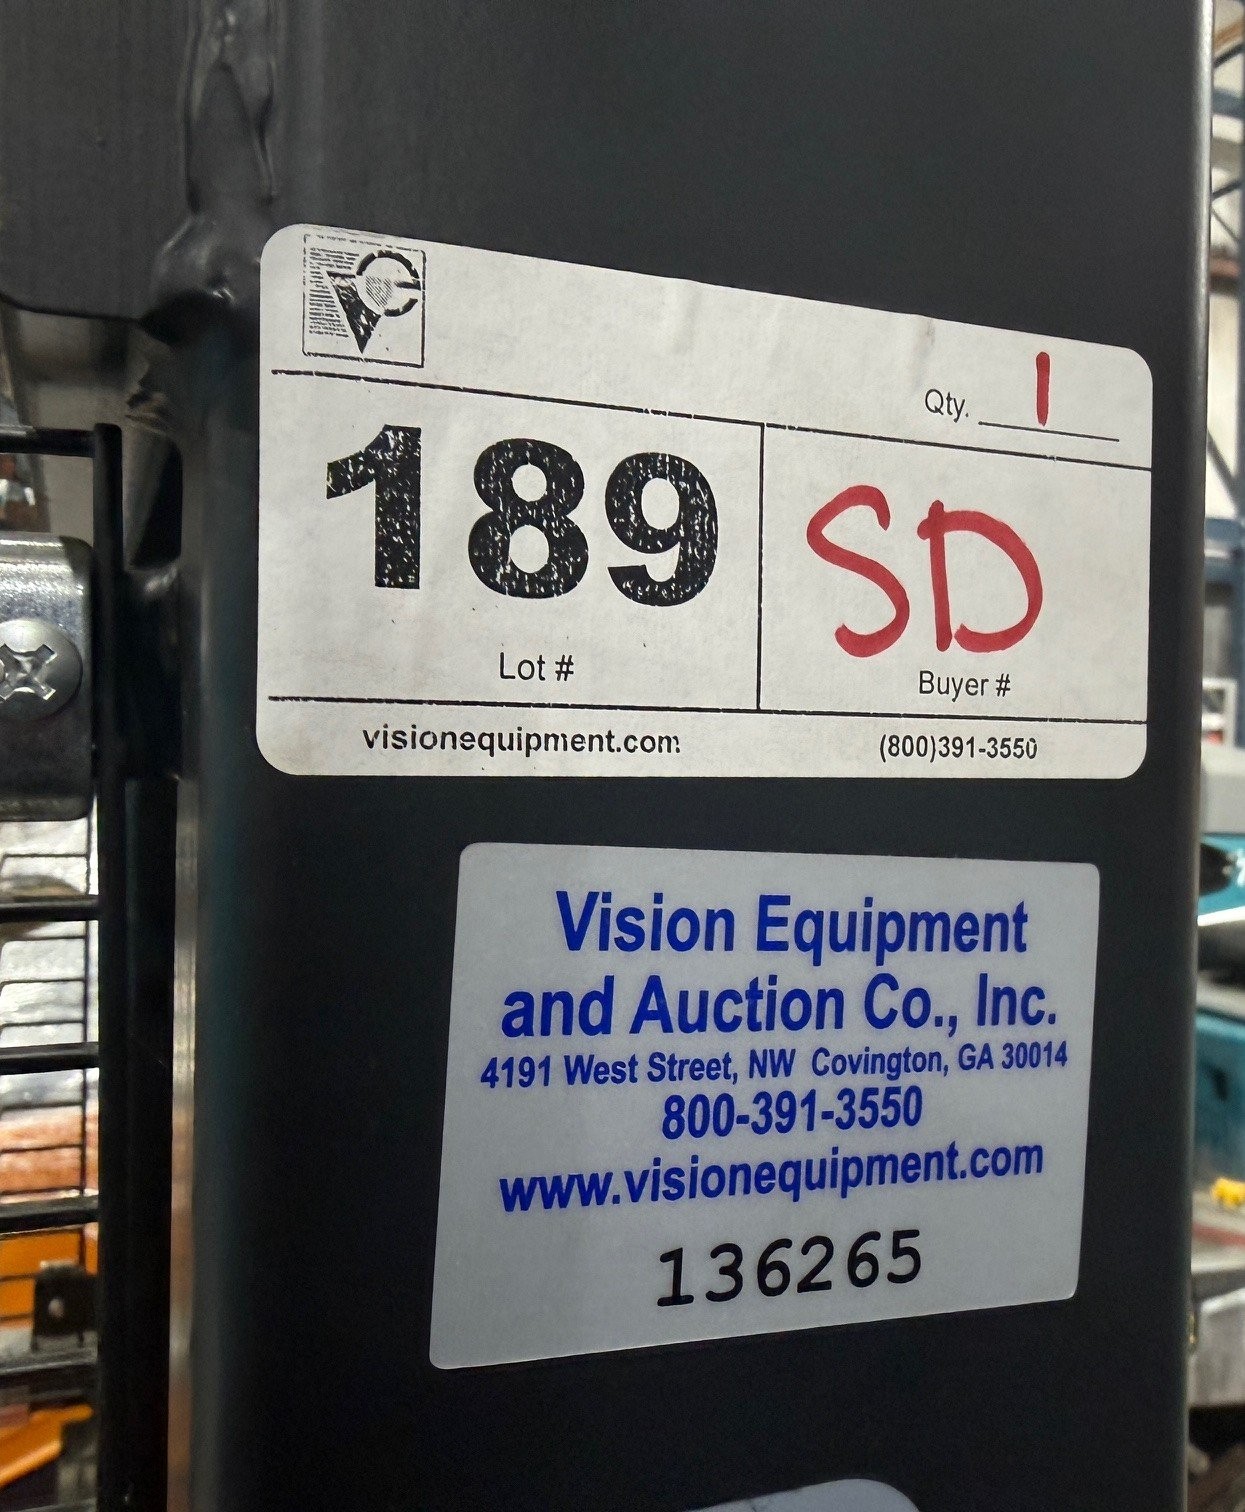 Qty. 1
189
SD
Lot #
Buyer #
visionequipment.com
(800)391-3550
Vision Equipment
and Auction Co., Inc.
4191 West Street, NW Covington, GA 30014
800-391-3550
www.visionequipment.com
136265